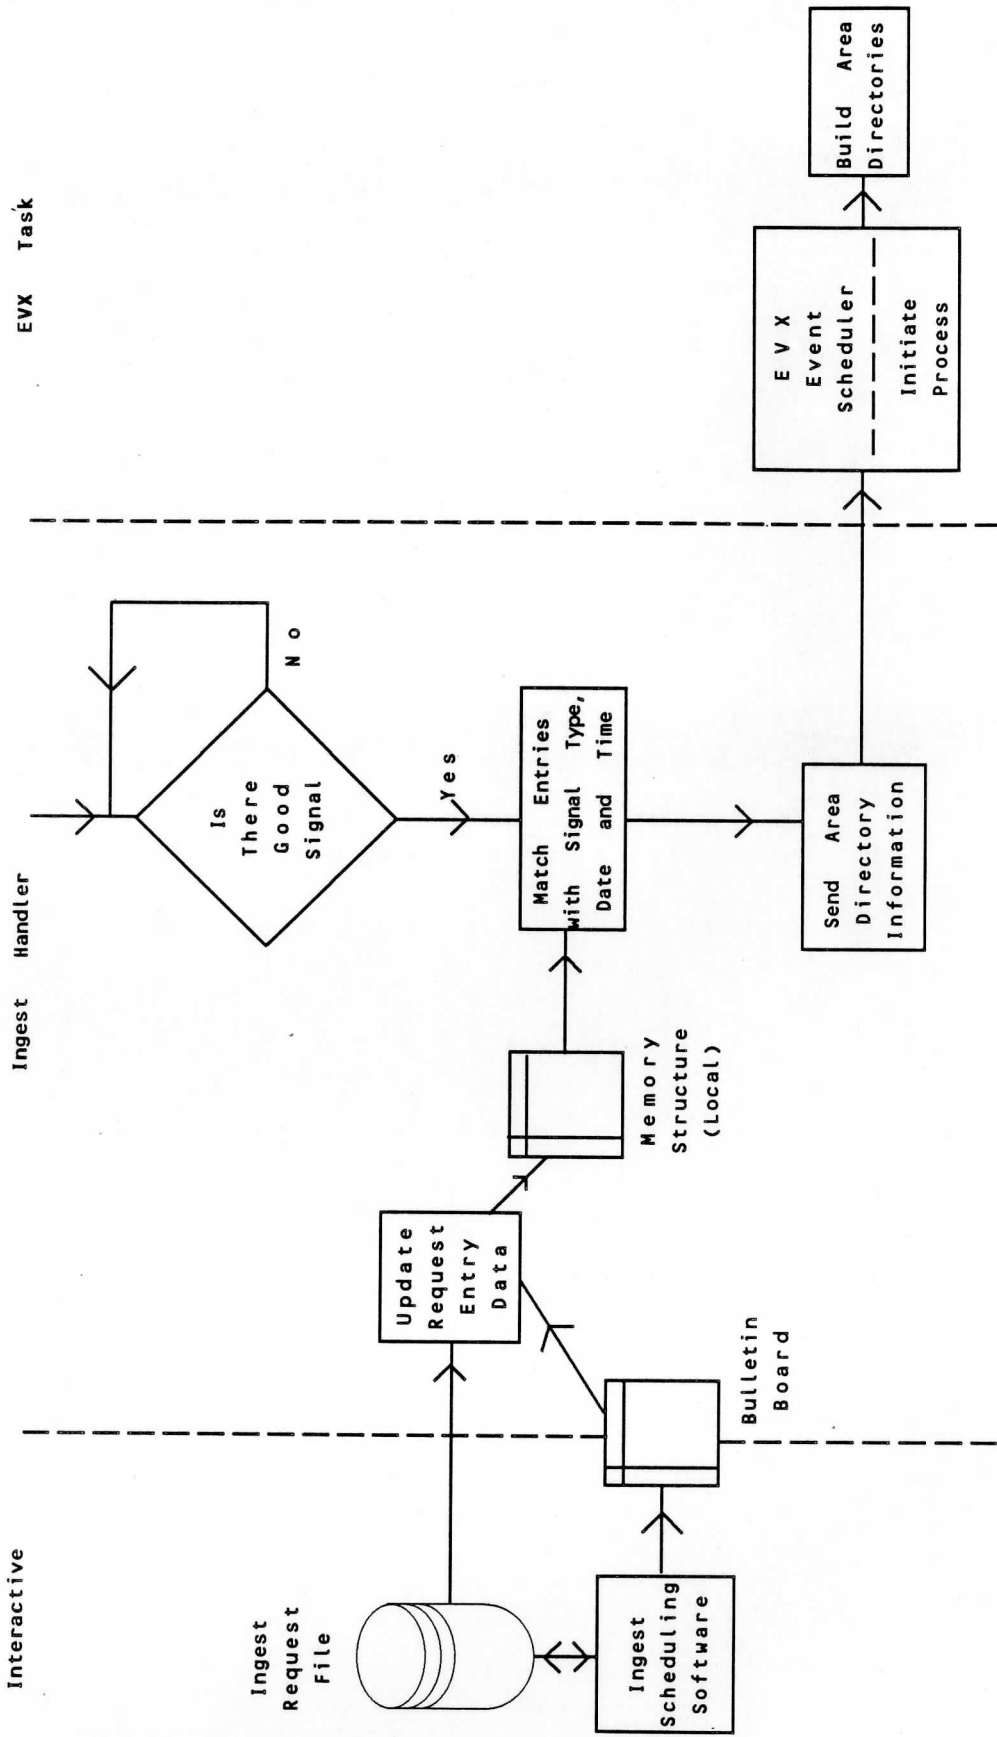 Interactive
Ingest Handler
EVX Task
Ingest
Request
File
Ingest
Scheduling
Software
Bulletin
Board
Update
Request
Entry
Data
Memory
Structure
(Local)
Is
There
Good
Signal
No
Yes
Match Entries
with Signal Type,
Date and Time
Send Area
Directory
Information
EVX
Event
Scheduler
Initiate
Process
Build Area
Directories